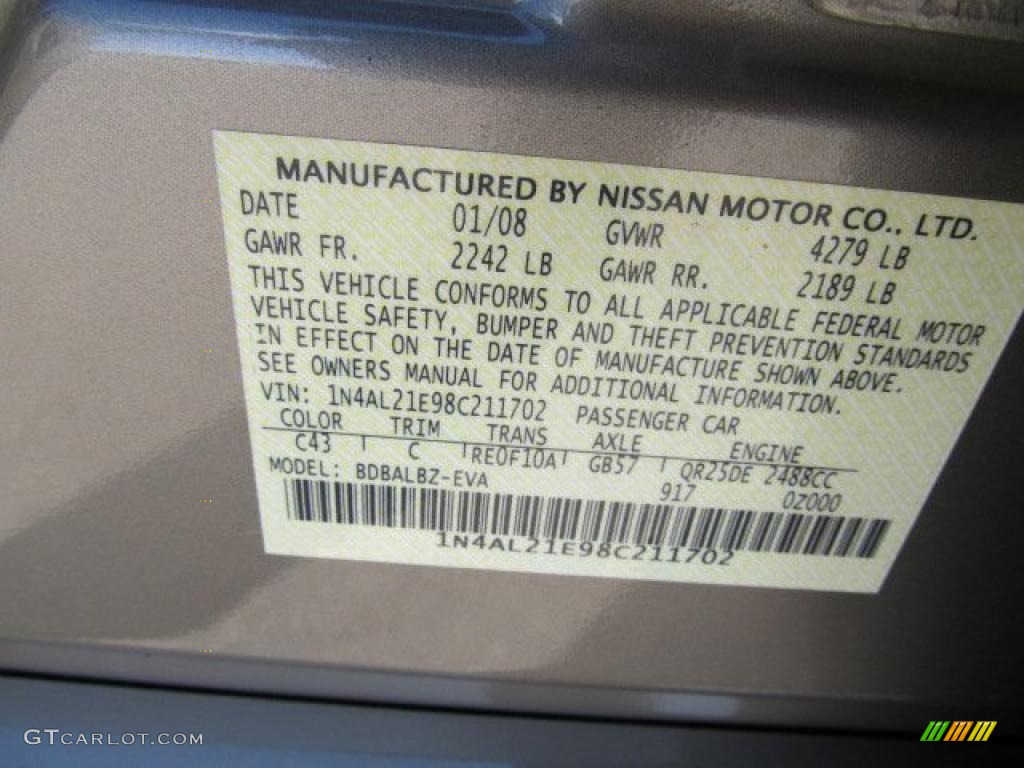 MANUFACTURED BY NISSAN MOTOR CO., LTD.
DATE 01/08 GVWR 4279 LB
GAWR FR. 2242 LB GAWR RR. 2189 LB
THIS VEHICLE CONFORMS TO ALL APPLICABLE FEDERAL MOTOR
VEHICLE SAFETY, BUMPER AND THEFT PREVENTION STANDARDS
IN EFFECT ON THE DATE OF MANUFACTURE SHOWN ABOVE.
SEE OWNERS MANUAL FOR ADDITIONAL INFORMATION.
VIN: 1N4AL21E98C211702 PASSENGER CAR
COLOR TRIM TRANS AXLE ENGINE
C43 C RE0F10A GB57 QR25DE 2488CC
MODEL: BDBALBZ-EVA 917 0Z000
1N4AL21E98C211702
GTCARLOT.COM